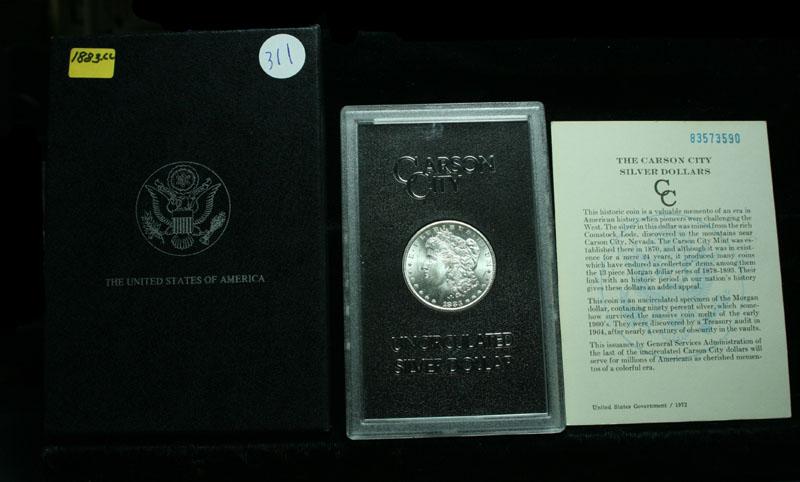 1883cc
311
THE UNITED STATES OF AMERICA
CARSON
CITY
1883
UNCIRCULATED
SILVER DOLLAR
83573590
THE CARSON CITY
SILVER DOLLARS
CC
This historic coin is a valuable memento of an era in
American history when pioneers were challenging the
West. The silver in this dollar was mined from the rich
Comstock Lode, discovered in the mountains near
Carson City, Nevada. The Carson City Mint was es-
tablished there in 1870, and although it was in exist-
ence for a mere 24 years, it produced many coins
which have endured as collectors' items, among them
the 13 piece Morgan dollar series of 1878-1893. Their
link with an historic period in our nation's history
gives these dollars an added appeal.
This coin is an uncirculated specimen of the Morgan
dollar, containing ninety percent silver, which some-
how survived the massive coin melts of the early
1900's. They were discovered by a Treasury audit in
1964, after nearly a century of obscurity in the vaults.
This issuance by General Services Administration of
the last of the uncirculated Carson City dollars will
serve for millions of Americans as cherished memen-
tos of a colorful era.
United States Government / 1972